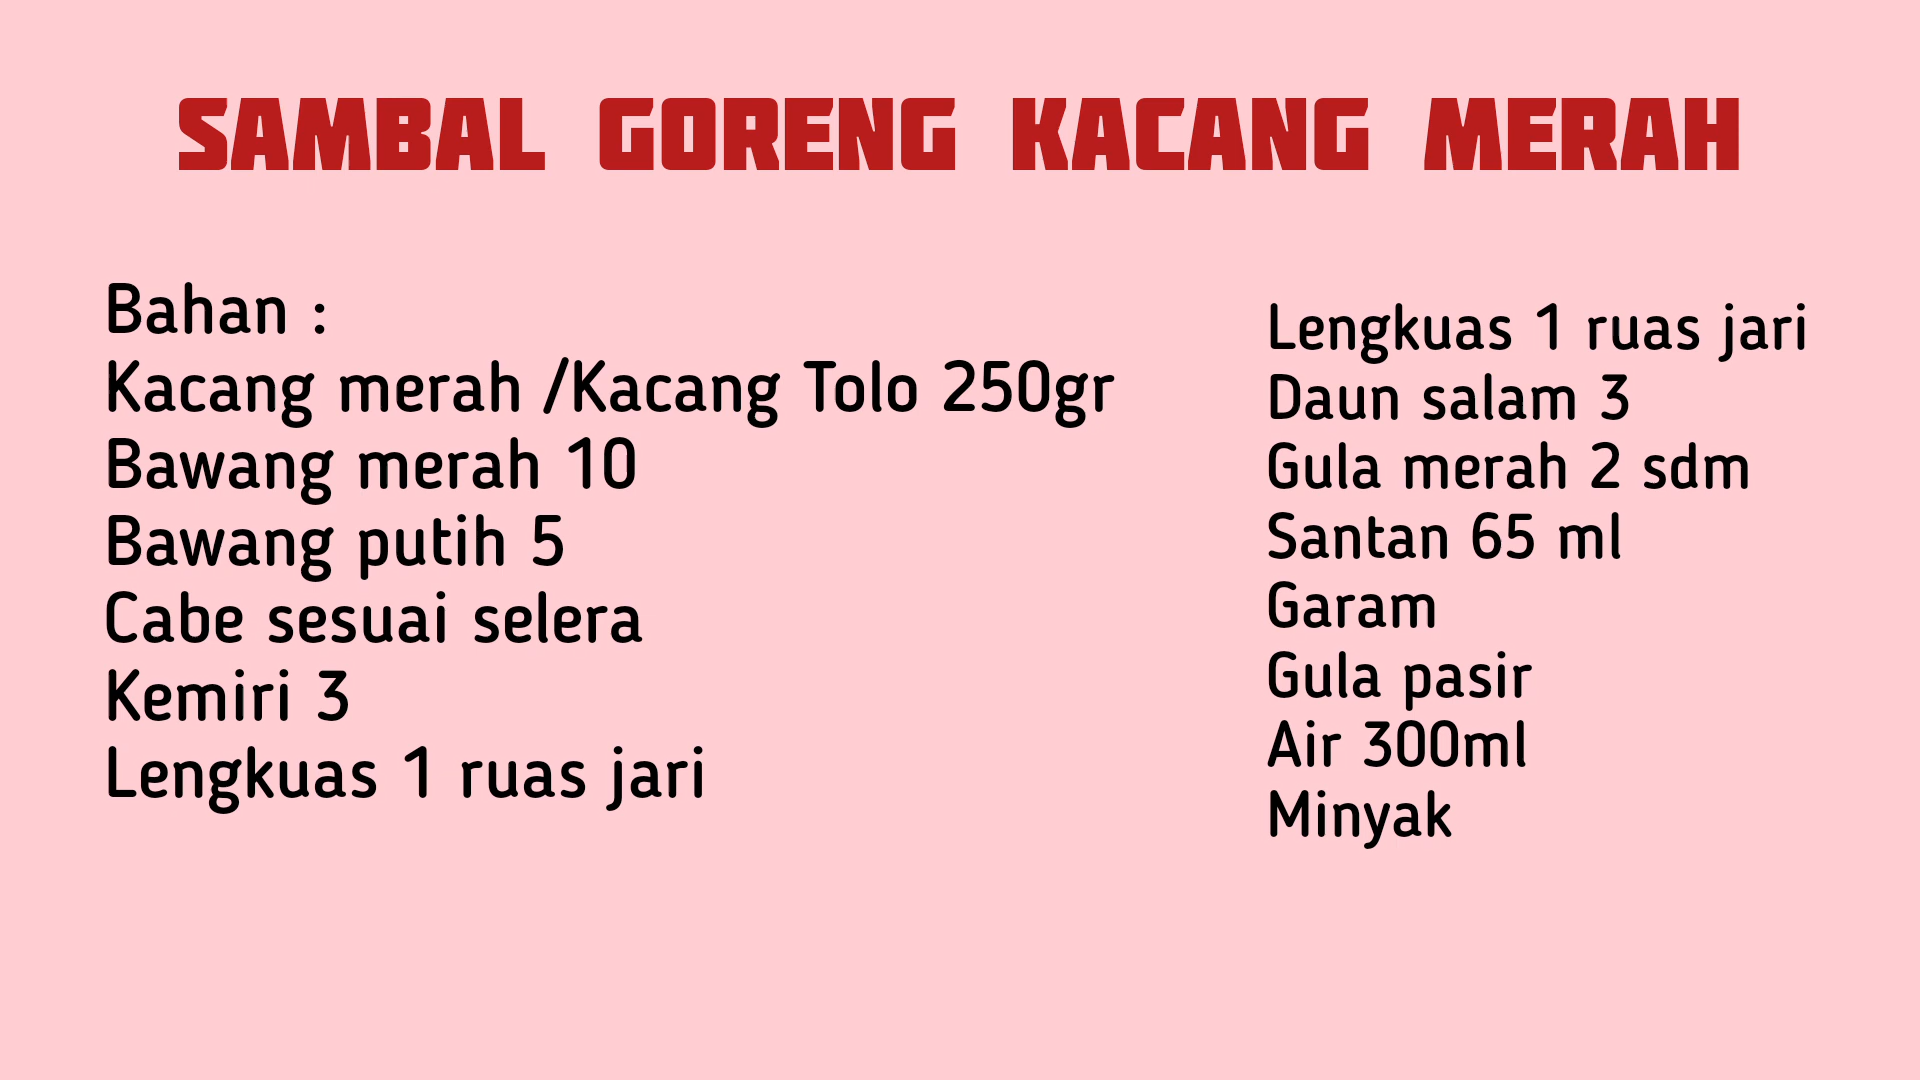 SAMBAL GORENG KACANG MERAH
Bahan :
Kacang merah /Kacang Tolo 250gr
Bawang merah 10
Bawang putih 5
Cabe sesuai selera
Kemiri 3
Lengkuas 1 ruas jari
Lengkuas 1 ruas jari
Daun salam 3
Gula merah 2 sdm
Santan 65 ml
Garam
Gula pasir
Air 300ml
Minyak